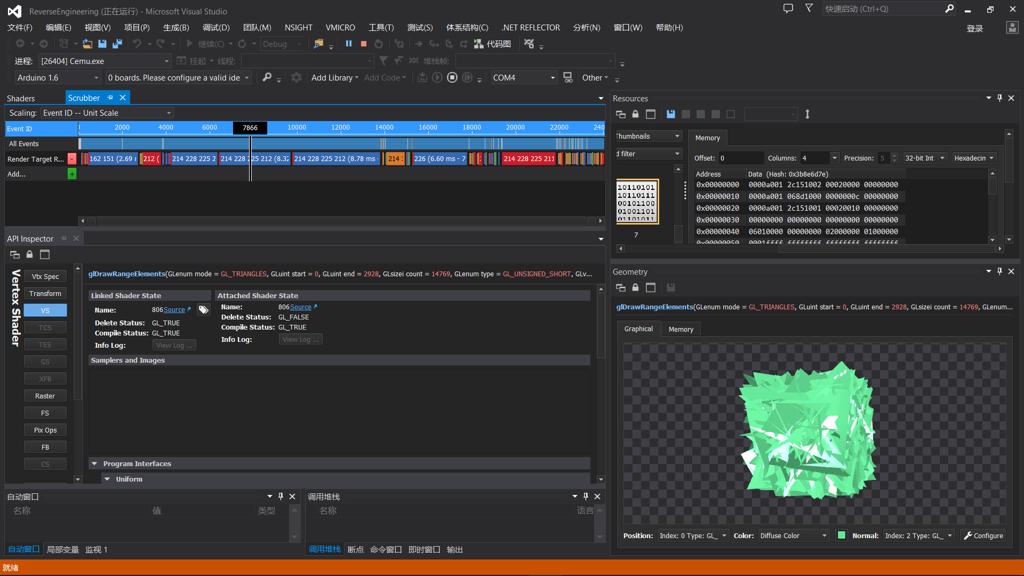 ReverseEngineering (正在运行) - Microsoft Visual Studio
快速启动 (Ctrl+Q)
文件(F) 编辑(E) 视图(V) 项目(P) 生成(B) 调试(D) 团队(M) NSIGHT VMICRO 工具(T) 测试(S) 体系结构(C) .NET REFLECTOR 分析(N) 窗口(W) 帮助(H) 登录
继续(C) Debug 代码图
进程: [26404] Cemu.exe 挂起 线程: 堆栈帧:
Arduino 1.6 0 boards. Please configure a valid ide Add Library Add Code COM4 Other
Shaders Scrubber
Scaling: Event ID -- Unit Scale
Event ID 2000 4000 6000 7866 10000 12000 14000 16000 18000 20000 22000 240
All Events
Render Target R... 162 151 (2.69 212 ( 214 228 225 2 214 228 225 212 (8.32 214 228 225 212 (8.78 ms - 214 226 (6.60 ms - 7 214 228 225 211
Add...
API Inspector
glDrawRangeElements(GLenum mode = GL_TRIANGLES, GLuint start = 0, GLuint end = 2928, GLsizei count = 14769, GLenum type = GL_UNSIGNED_SHORT, GLv...
Vertex Shader
Vtx Spec
Transform
VS
TCS
TES
GS
XFB
Raster
FS
Pix Ops
FB
CS
Linked Shader State
Name: 806 Source
Delete Status: GL_TRUE
Compile Status: GL_TRUE
Info Log: View Log ...
Attached Shader State
Name: 806 Source
Delete Status: GL_FALSE
Compile Status: GL_TRUE
Info Log: View Log ...
Samplers and Images
Program Interfaces
Uniform
自动窗口
名称 值 类型
自动窗口 局部变量 监视 1
调用堆栈
名称 语言
调用堆栈 断点 命令窗口 即时窗口 输出
就绪
Resources
Thumbnails
d filter
10110101
10110111
00101100
01001101
7
Memory
Offset: 0 Columns: 4 Precision: 5 32-bit Int Hexadecin
Address Data (Hash: 0x3b8e6d7e)
0x00000000 0000a001 2c151002 00020000 00000000
0x00000010 0000a001 068d1000 0000000c 00000000
0x00000020 0000a001 2c151001 00020010 00000000
0x00000030 00000000 00000000 00000000 00000000
0x00000040 06010000 00000000 02000000 01000000
Geometry
glDrawRangeElements(GLenum mode = GL_TRIANGLES, GLuint start = 0, GLuint end = 2928, GLsizei count = 14769, GLenum
Graphical Memory
Position: Index: 0 Type: GL_ Color: Diffuse Color Normal: Index: 2 Type: GL_ Configure